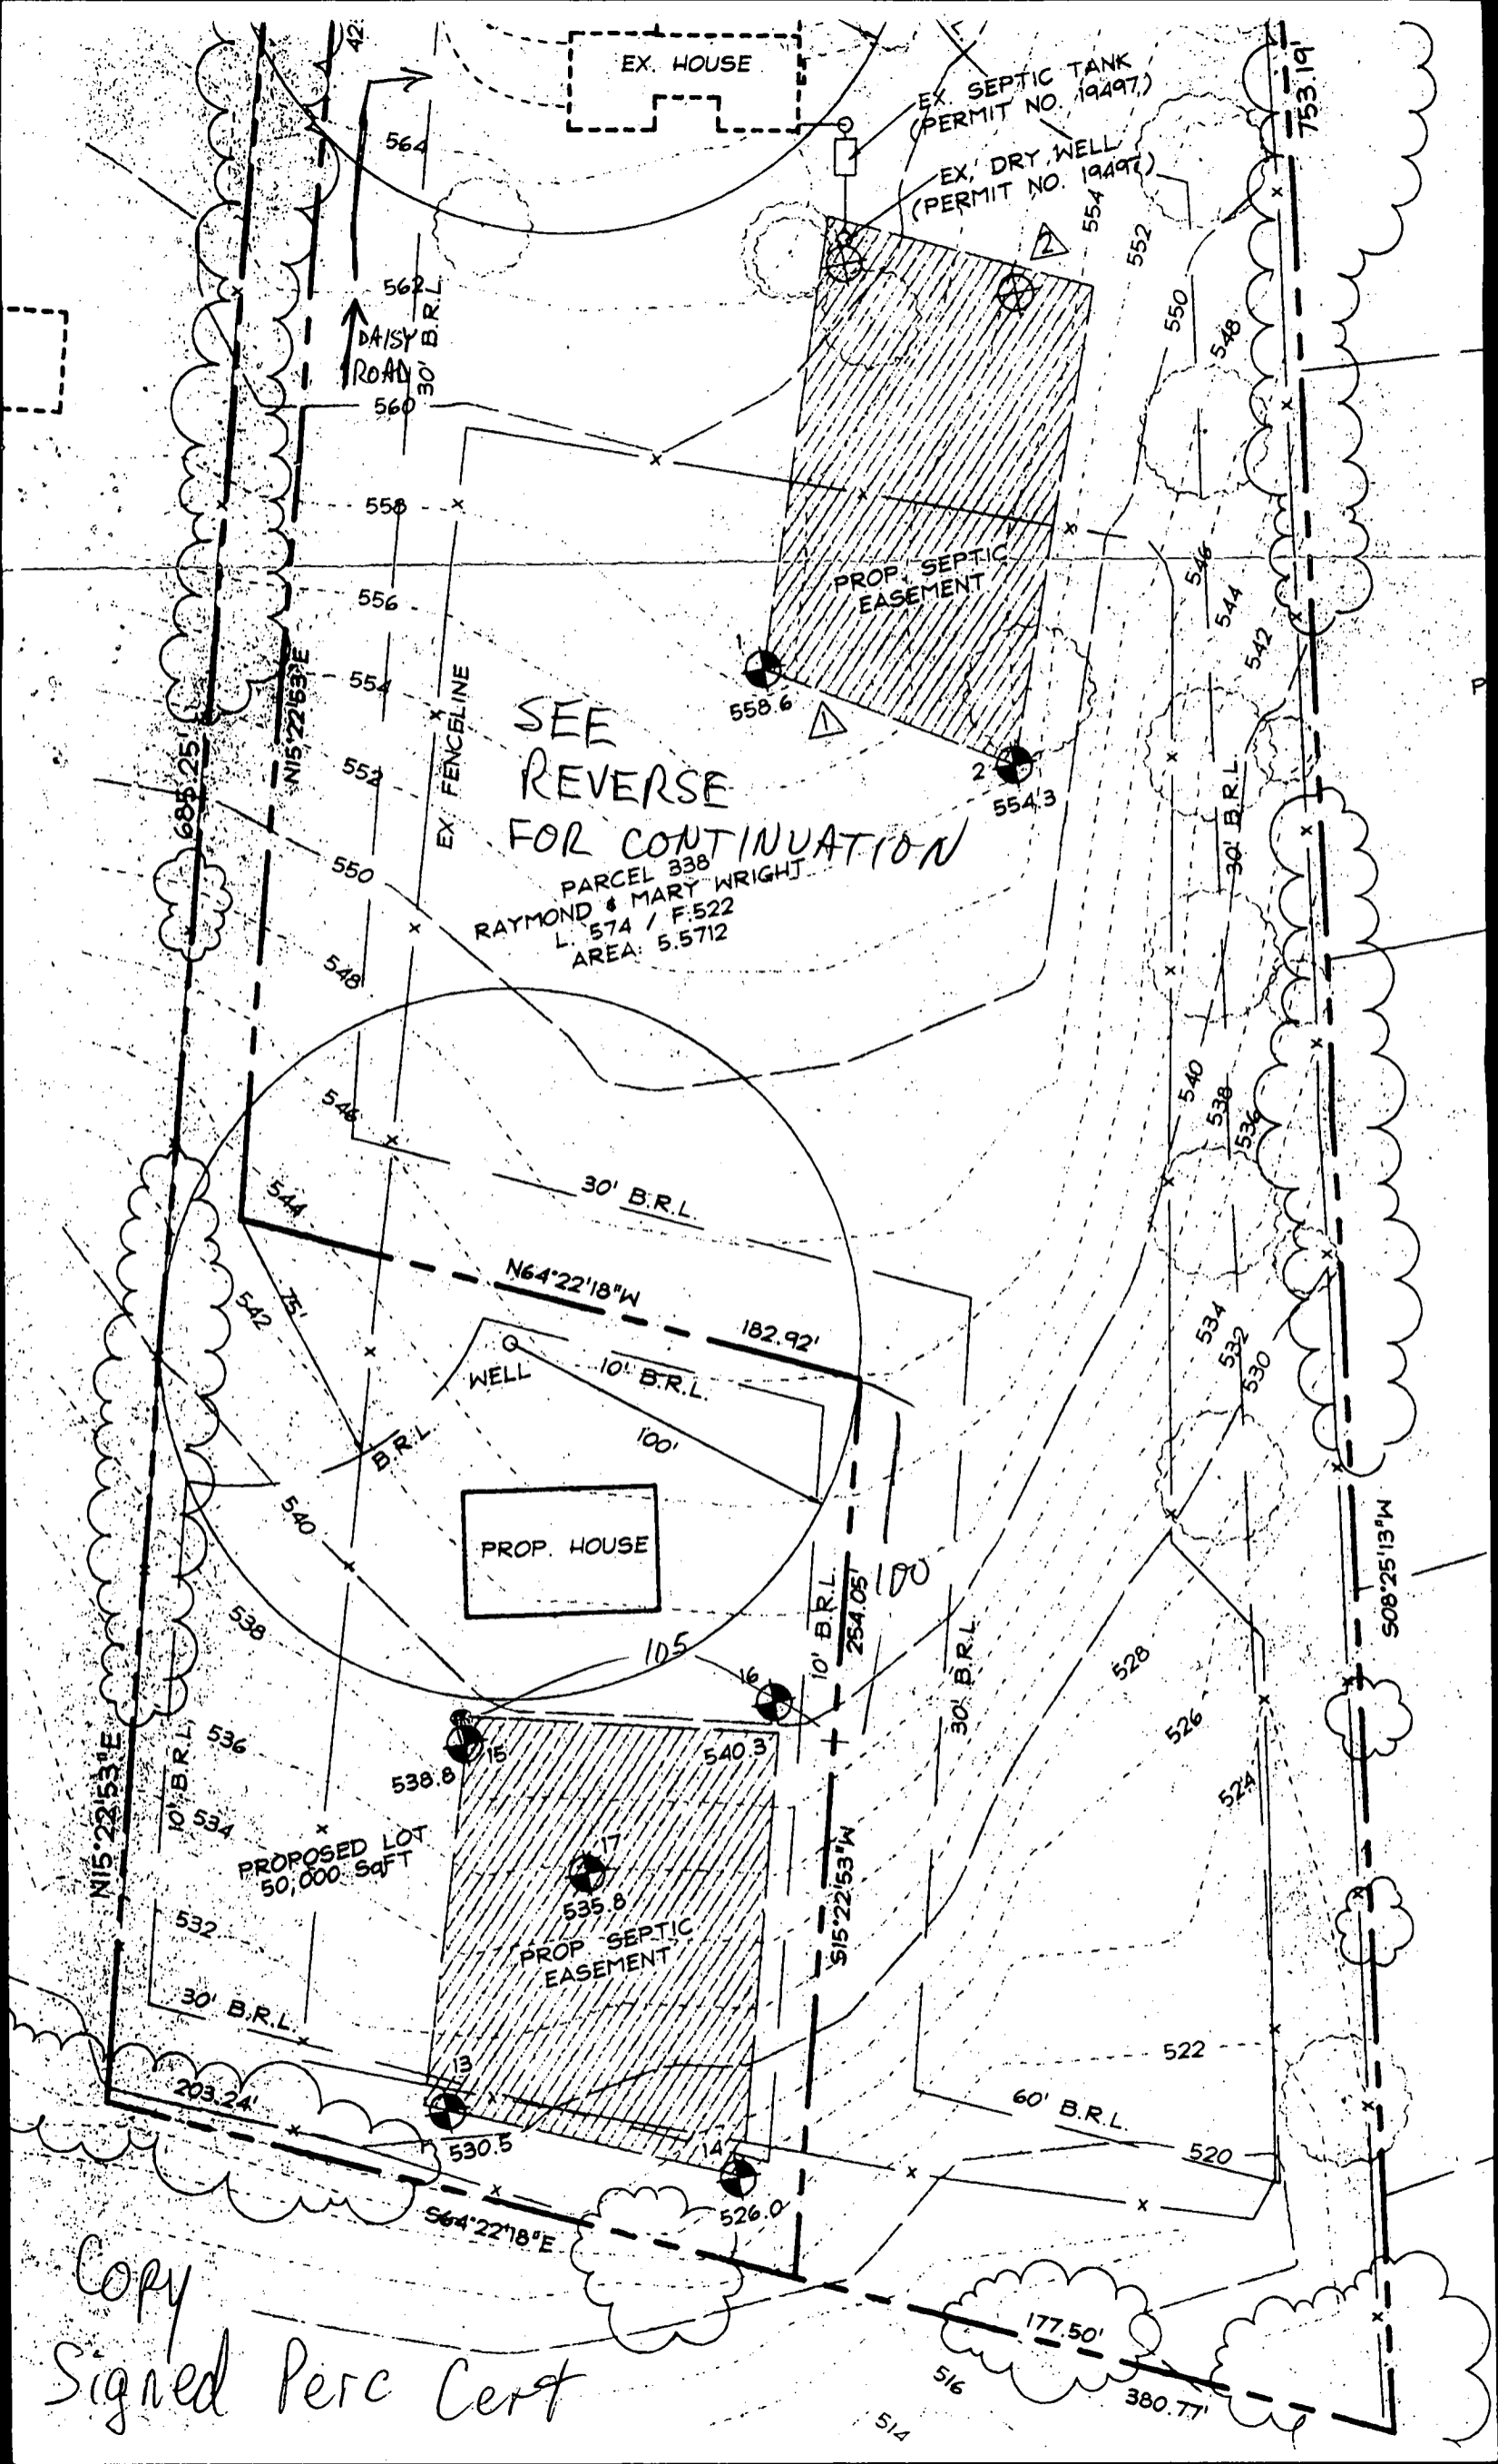 42
EX. HOUSE
753.19'
EX. SEPTIC TANK
(PERMIT NO. 19497)
564
EX. DRY WELL
(PERMIT NO. 19497)
554
2
552
562
30' B.R.L
550
548
DAISY
ROAD
560
558
PROP. SEPTIC
EASEMENT
546
556
544
542
N15°22'53"E
554
1
558.6
1
SEE
REVERSE
FOR CONTINUATION
685.25'
EX FENCELINE
552
2
554.3
30' B.R.L
550
PARCEL 338
RAYMOND & MARY WRIGHT
L. 574 / F.522
AREA: 5.5712
548
546
540
538
536
544
30' B.R.L.
N64°22'18"W
182.92'
542
75'
WELL
10' B.R.L.
534
532
530
100'
B.R.L.
540
PROP. HOUSE
S08°25'13"W
10' B.R.L.
254.05'
100
538
105
16
30' B.R.L
528
526
536
15
538.8
540.3
N15°22'53"E
10' B.R.L
534
524
PROPOSED LOT
50,000 SqFT
17
535.8
S15°22'53"W
532
PROP SEPTIC
EASEMENT
30' B.R.L.
522
13
203.24'
60' B.R.L.
530.5
14
520
526.0
S64°22'18"E
Copy
177.50'
516
380.77'
Signed Perc Cert
514